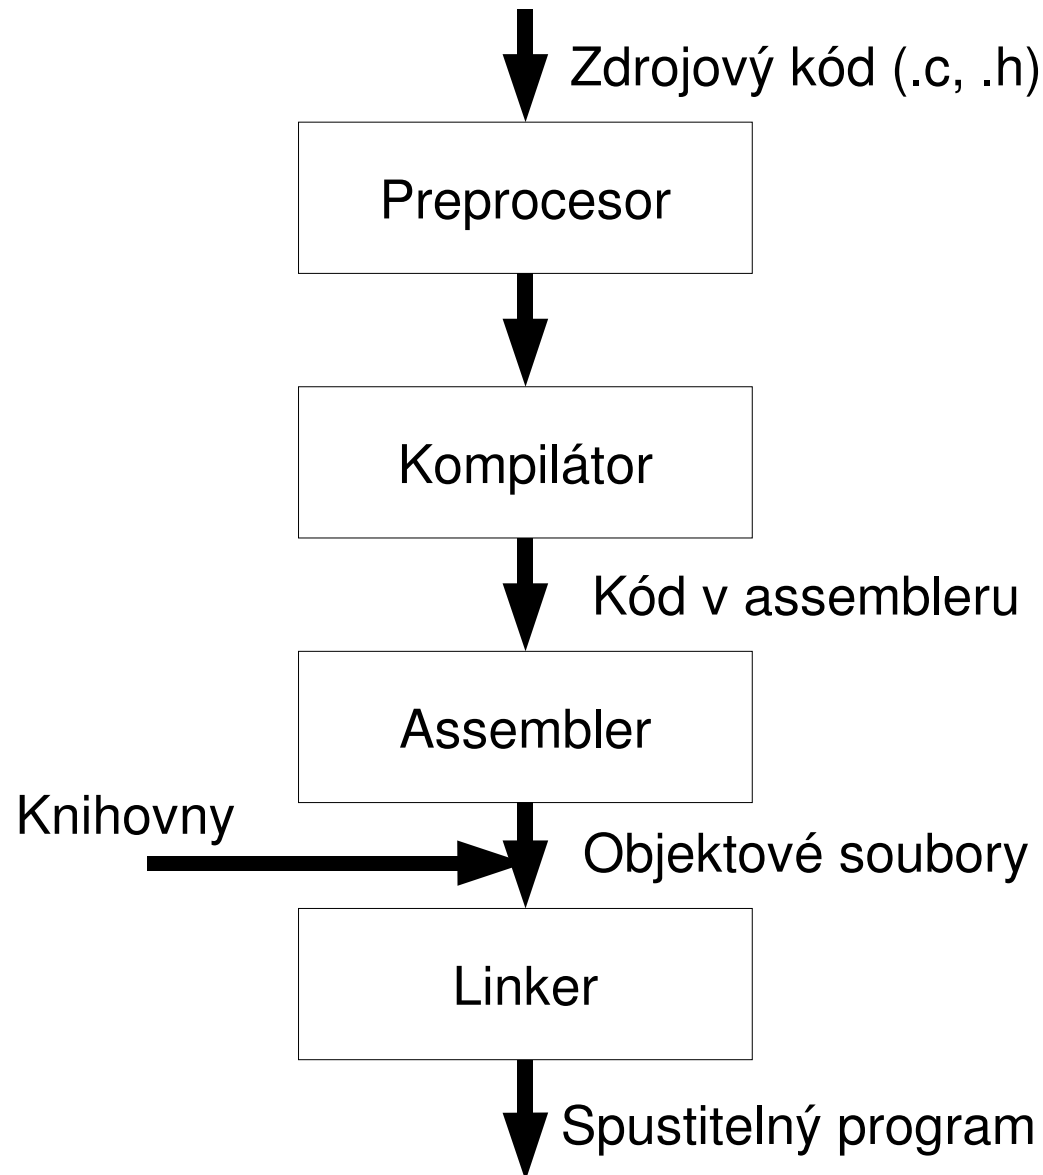 Zdrojový kód (.c, .h)
Preprocesor
Kompilátor
Kód v assembleru
Assembler
Knihovny
Objektové soubory
Linker
Spustitelný program